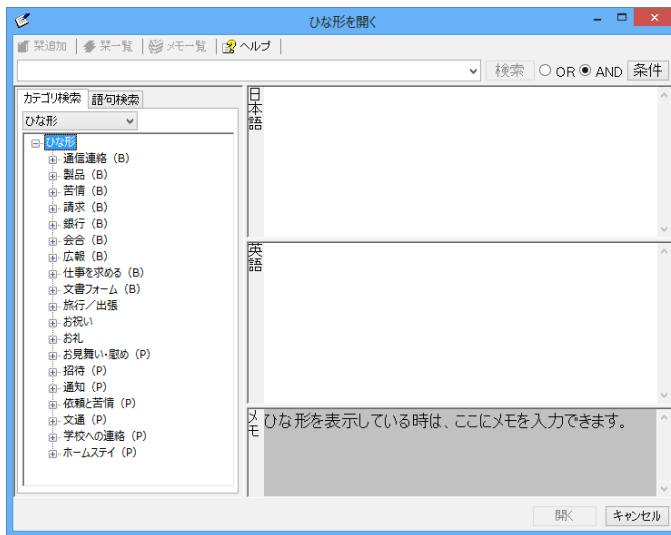 ひな形を開く
栞追加 栞一覧 メモ一覧 ヘルプ
検索 OR AND 条件
カテゴリ検索 語句検索
ひな形
ひな形
通信連絡（B）
製品（B）
苦情（B）
請求（B）
銀行（B）
会合（B）
広報（B）
仕事を求める（B）
文書フォーム（B）
旅行／出張
お祝い
お礼
お見舞い・慰め（P）
招待（P）
通知（P）
依頼と苦情（P）
文通（P）
学校への連絡（P）
ホームステイ（P）
日本語
英語
メモ
ひな形を表示している時は、ここにメモを入力できます。
開く キャンセル